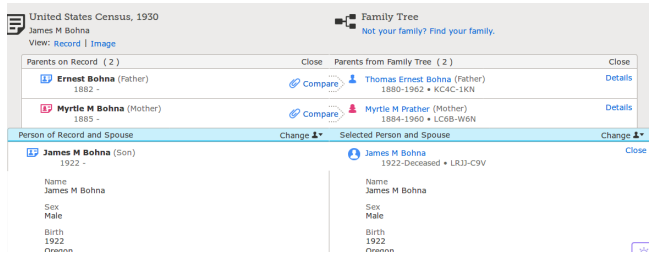 United States Census, 1930
James M Bohna
View: Record | Image
Family Tree
Not your family? Find your family.
Parents on Record (2) Close
Parents from Family Tree (2) Close
Ernest Bohna (Father) Compare
1882 -
Thomas Ernest Bohna (Father) Details
1880-1962 • KC4C-1KN
Myrtle M Bohna (Mother) Compare
1885 -
Myrtle M Prather (Mother) Details
1884-1960 • LC6B-W6N
Person of Record and Spouse Change
Selected Person and Spouse Change
James M Bohna (Son)
1922 -
James M Bohna Close
1922-Deceased • LRJJ-C9V
Name
James M Bohna
Sex
Male
Birth
1922
Oregon
Name
James M Bohna
Sex
Male
Birth
1922
Oregon